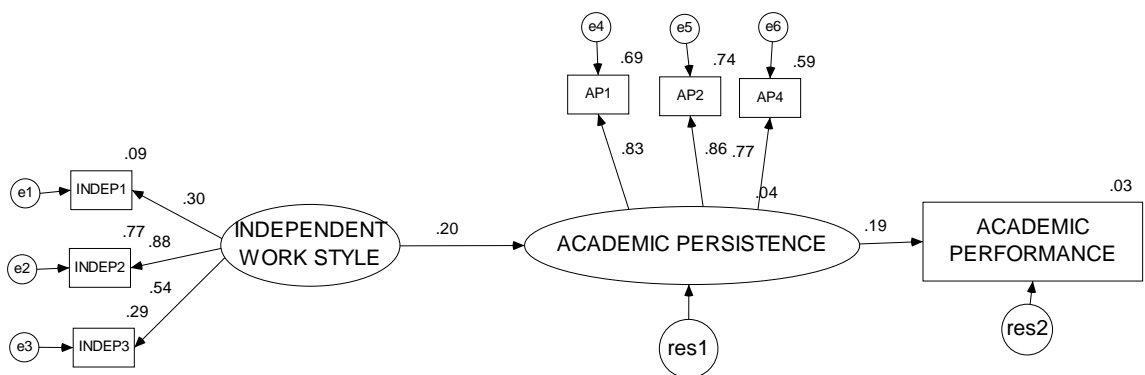 e4
e5
e6
.69
.74
.59
AP1
AP2
AP4
.83
.86
.77
.09
e1
INDEP1
.30
.04
.03
.77
.88
e2
INDEP2
INDEPENDENT
WORK STYLE
.20
ACADEMIC PERSISTENCE
.19
ACADEMIC
PERFORMANCE
.54
.29
e3
INDEP3
res1
res2